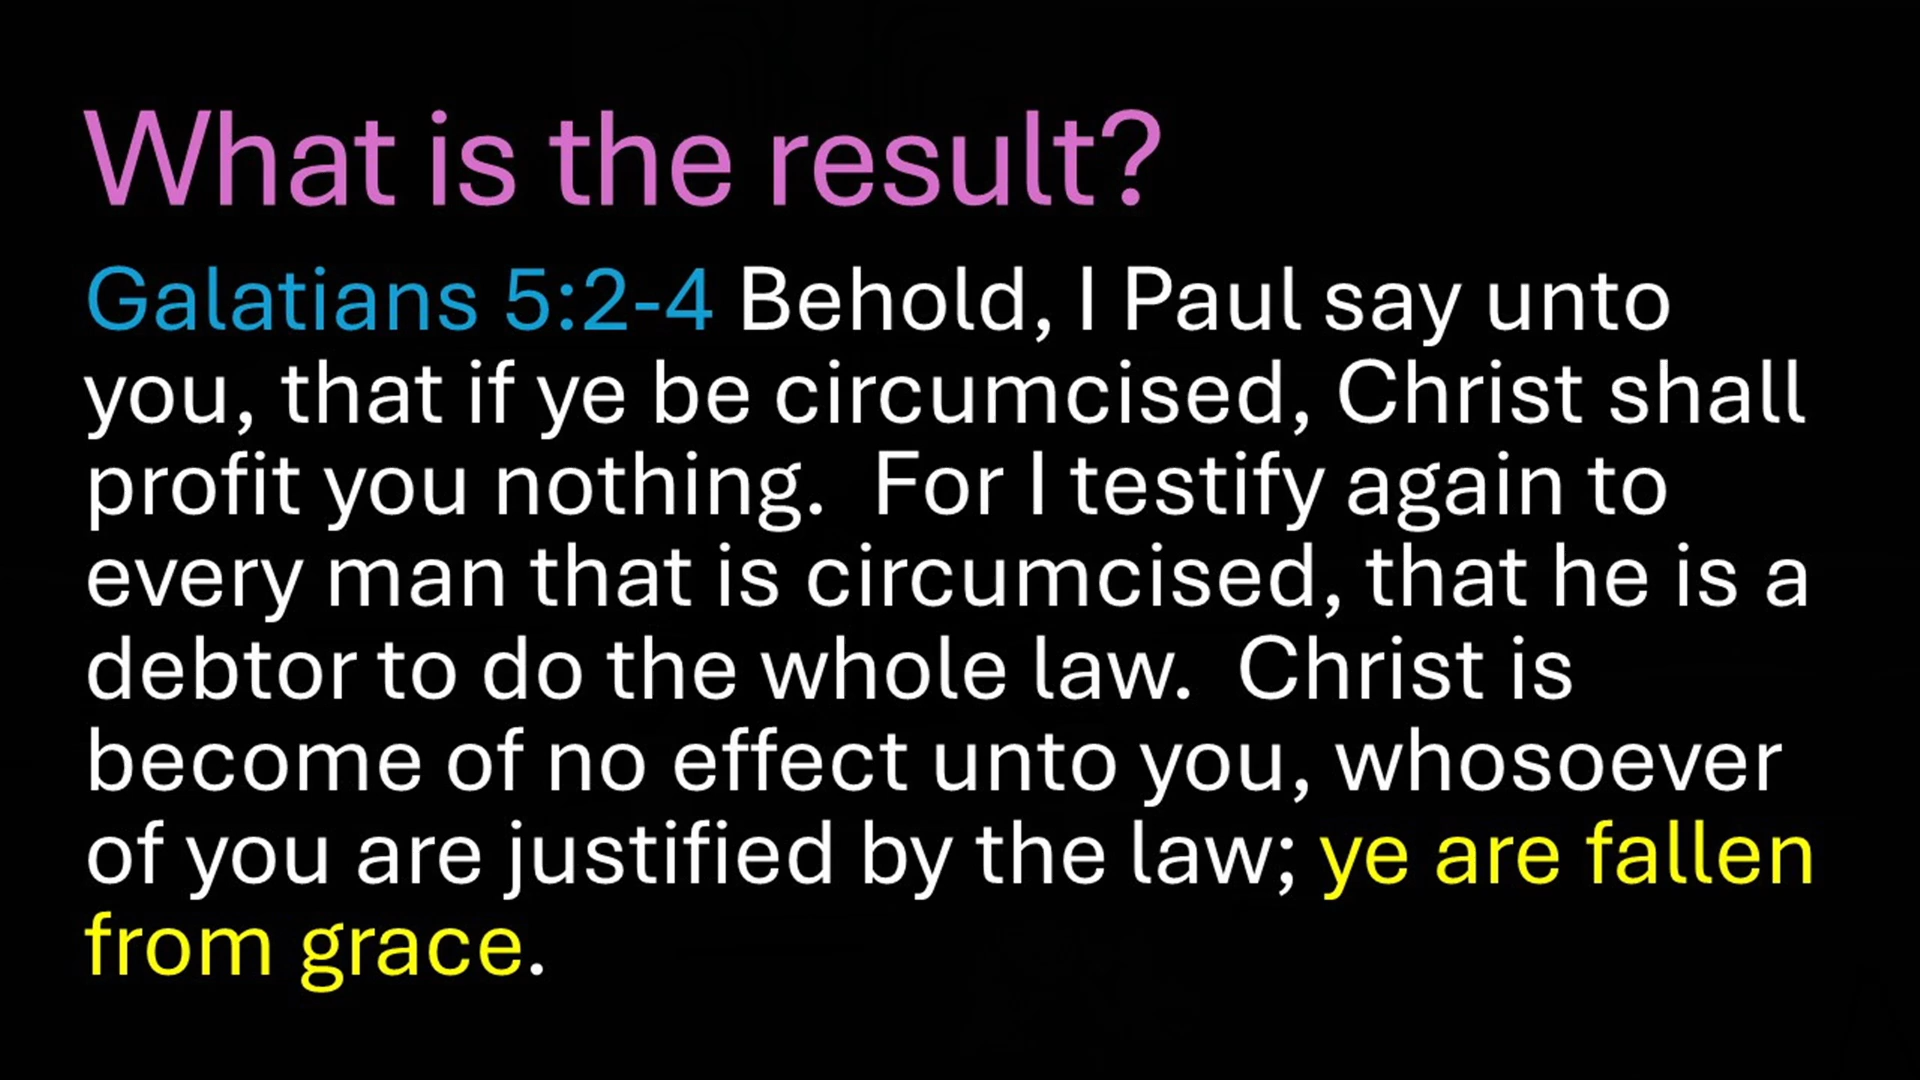 What is the result?
Galatians 5:2-4 Behold, I Paul say unto
you, that if ye be circumcised, Christ shall
profit you nothing.  For I testify again to
every man that is circumcised, that he is a
debtor to do the whole law.  Christ is
become of no effect unto you, whosoever
of you are justified by the law; ye are fallen
from grace.